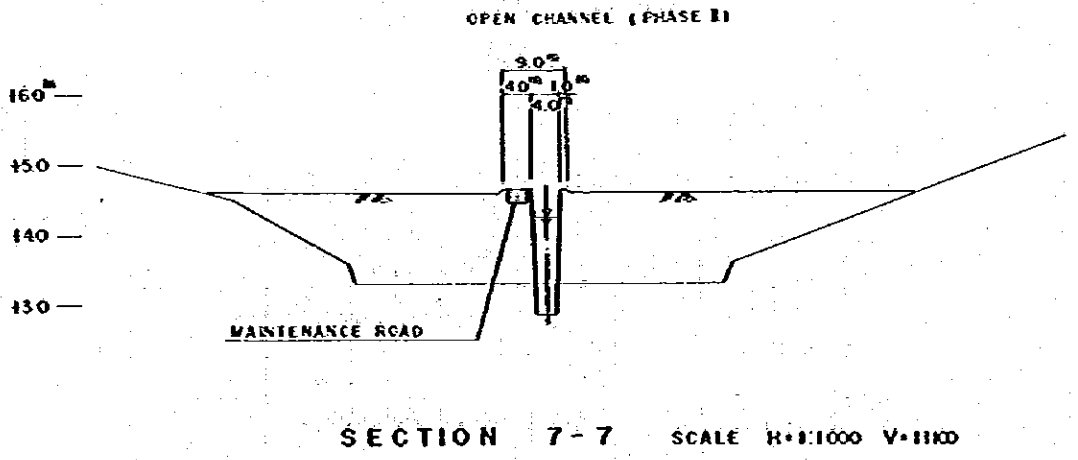 OPEN CHANNEL (PHASE II)
9.0m
4.0m 1.0m
4.0m
160m
150
140
130
MAINTENANCE ROAD
SECTION 7-7 SCALE H=1:1000 V=1:100